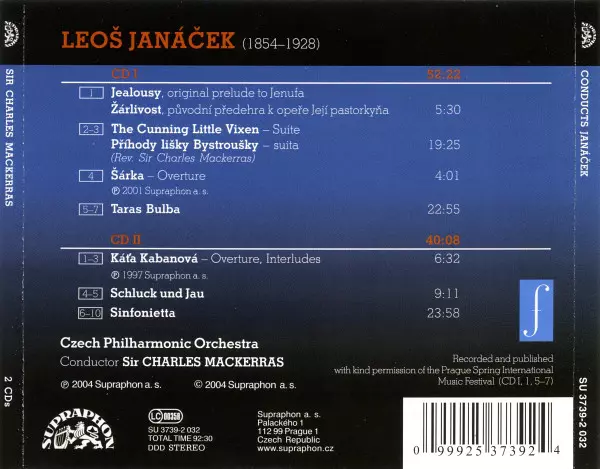 LEOŠ JANÁČEK (1854–1928)
CD I 52:22
1 Jealousy, original prelude to Jenufa
Žárlivost, původní předehra k opeře Její pastorkyňa 5:30
2–3 The Cunning Little Vixen – Suite
Příhody lišky Bystroušky – suita 19:25
(Rev. Sir Charles Mackerras)
4 Šárka – Overture 4:01
℗ 2001 Supraphon a. s.
5–7 Taras Bulba 22:55
CD II 40:08
1–3 Káťa Kabanová – Overture, Interludes 6:32
℗ 1997 Supraphon a. s.
4–5 Schluck und Jau 9:11
6–10 Sinfonietta 23:58
Czech Philharmonic Orchestra
Conductor Sir CHARLES MACKERRAS
℗ 2004 Supraphon a. s. © 2004 Supraphon a. s.
Recorded and published
with kind permission of the Prague Spring International
Music Festival (CD I, 1, 5–7)
SUPRAPHON
LC 00358
SU 3739-2 032
TOTAL TIME 92:30
DDD STEREO
Supraphon a. s.
Palackého 1
112 99 Prague 1
Czech Republic
www.supraphon.com
0 99925 37392 4
SIR CHARLES MACKERRAS
2 CDs
CONDUCTS JANÁČEK
SU 3739-2 032